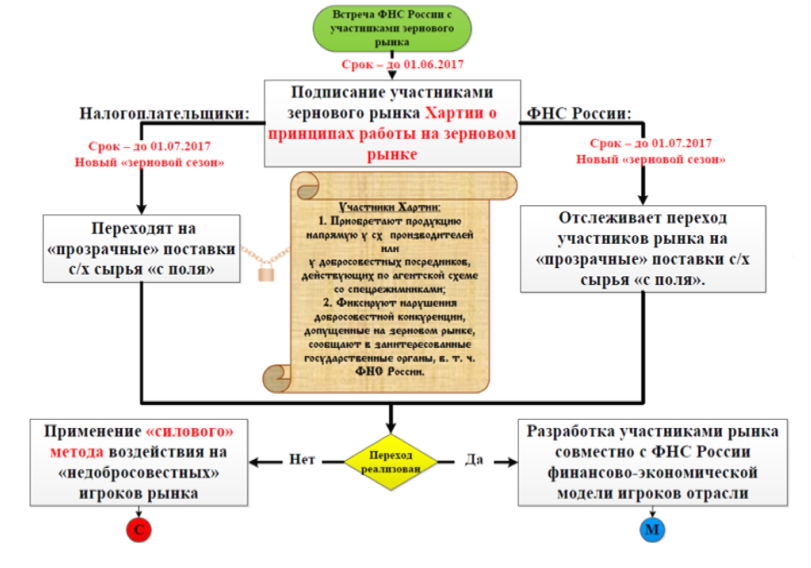 Встреча ФНС России с
участниками зернового
рынка
Срок – до 01.06.2017
Подписание участниками
зернового рынка Хартии о
принципах работы на зерновом
рынке
Налогоплательщики:
ФНС России:
Срок – до 01.07.2017
Новый «зерновой сезон»
Срок – до 01.07.2017
Новый «зерновой сезон»
Переходят на
«прозрачные» поставки
с/х сырья «с поля»
Участники Хартии:
1. Приобретают продукцию
напрямую у сх производителей
или
у добросовестных посредников,
действующих по агентской схеме
со спецрежимниками;
2. Фиксируют нарушения
добросовестной конкуренции,
допущенные на зерновом рынке,
сообщают в заинтересованные
государственные органы, в. т. ч.
ФНС России.
Отслеживает переход
участников рынка на
«прозрачные» поставки с/х
сырья «с поля».
Применение «силового»
метода воздействия на
«недобросовестных»
игроков рынка
Нет
Переход
реализован
Да
Разработка участниками рынка
совместно с ФНС России
финансово-экономической
модели игроков отрасли
С
М